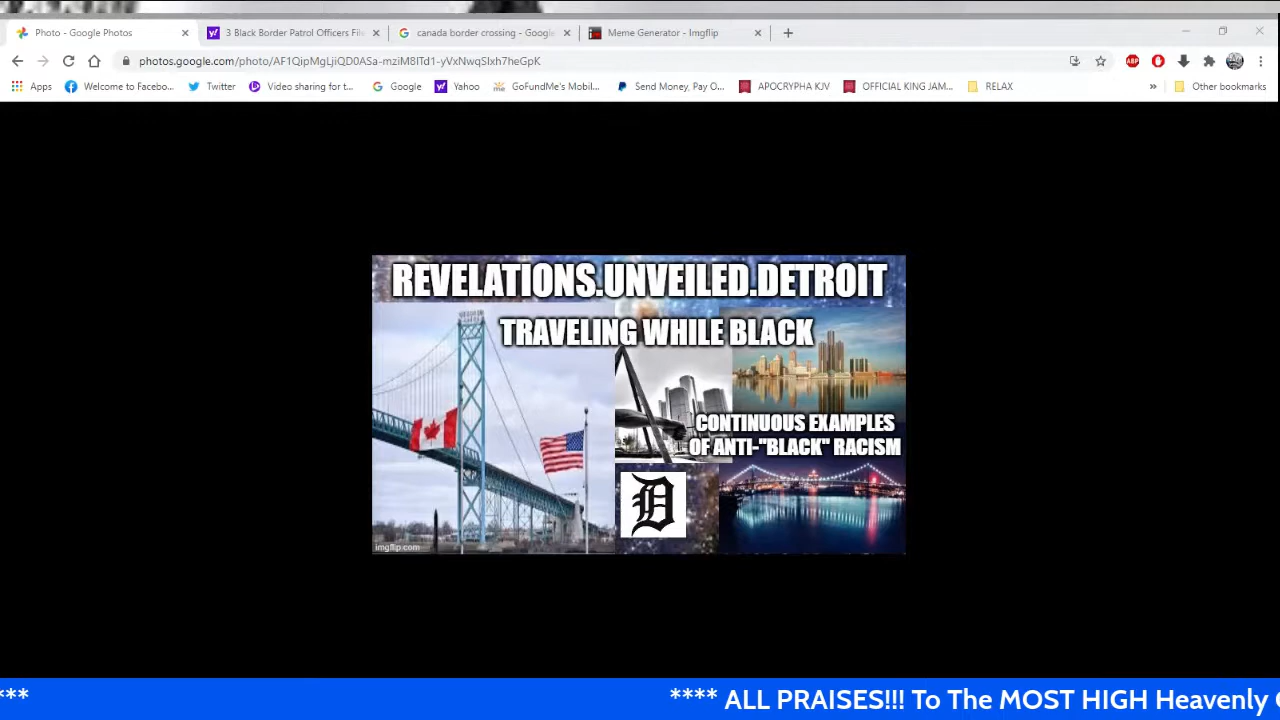 Photo - Google Photos
3 Black Border Patrol Officers File
canada border crossing - Google
Meme Generator - Imgflip
photos.google.com/photo/AF1QipMgLjiQD0ASa-mziM8ITd1-yVxNwqSlxh7heGpK
Apps
Welcome to Facebo...
Twitter
Video sharing for t...
Google
Yahoo
GoFundMe's Mobil...
Send Money, Pay O...
APOCRYPHA KJV
OFFICIAL KING JAM...
RELAX
»
Other bookmarks
REVELATIONS.UNVEILED.DETROIT
TRAVELING WHILE BLACK
CONTINUOUS EXAMPLES
OF ANTI-"BLACK" RACISM
D
imgflip.com
*** **** ALL PRAISES!!! To The MOST HIGH Heavenly